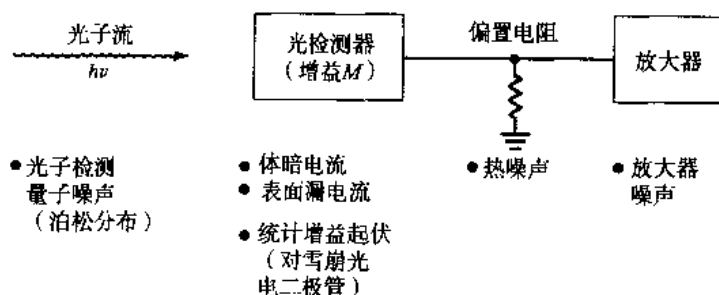 光子流
hν
光检测器
（增益M）
偏置电阻
放大器
● 光子检测
量子噪声
（泊松分布）
● 体暗电流
● 表面漏电流
● 统计增益起伏
（对雪崩光
电二极管）
● 热噪声
● 放大器
噪声